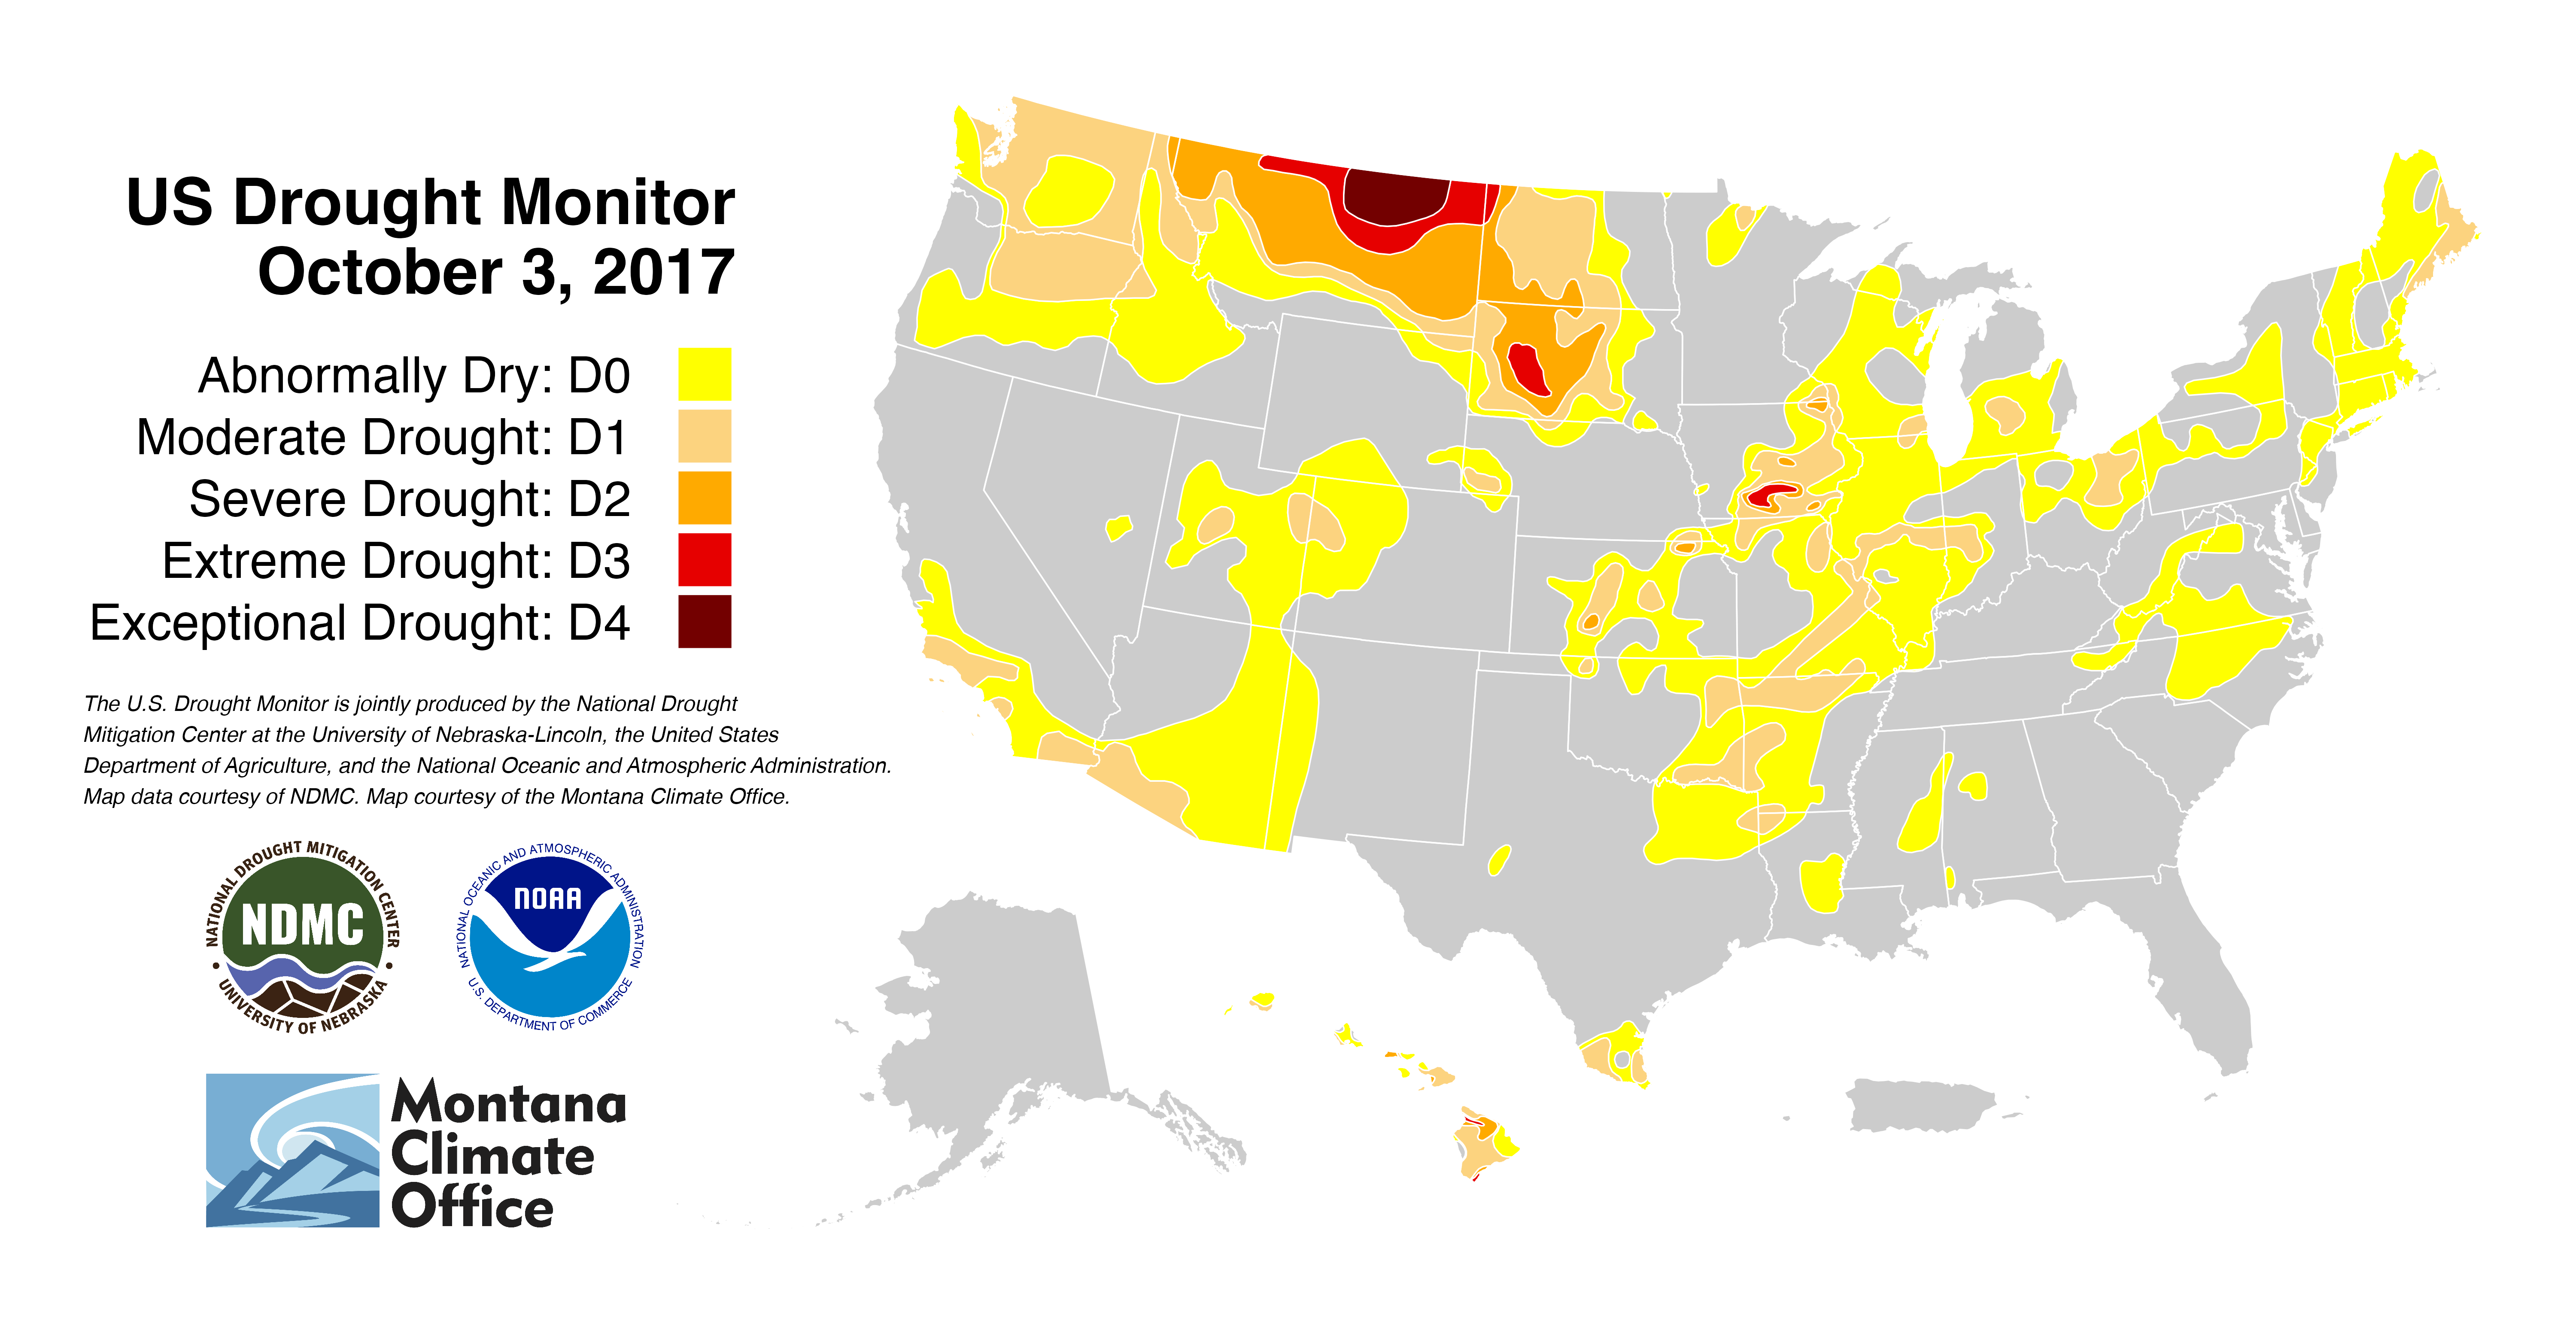 US Drought Monitor
October 3, 2017
Abnormally Dry: D0
Moderate Drought: D1
Severe Drought: D2
Extreme Drought: D3
Exceptional Drought: D4
The U.S. Drought Monitor is jointly produced by the National Drought
Mitigation Center at the University of Nebraska-Lincoln, the United States
Department of Agriculture, and the National Oceanic and Atmospheric Administration.
Map data courtesy of NDMC. Map courtesy of the Montana Climate Office.
NATIONAL DROUGHT MITIGATION CENTER
NDMC
• UNIVERSITY OF NEBRASKA •
NATIONAL OCEANIC AND ATMOSPHERIC ADMINISTRATION
NOAA
U.S. DEPARTMENT OF COMMERCE
Montana
Climate
Office